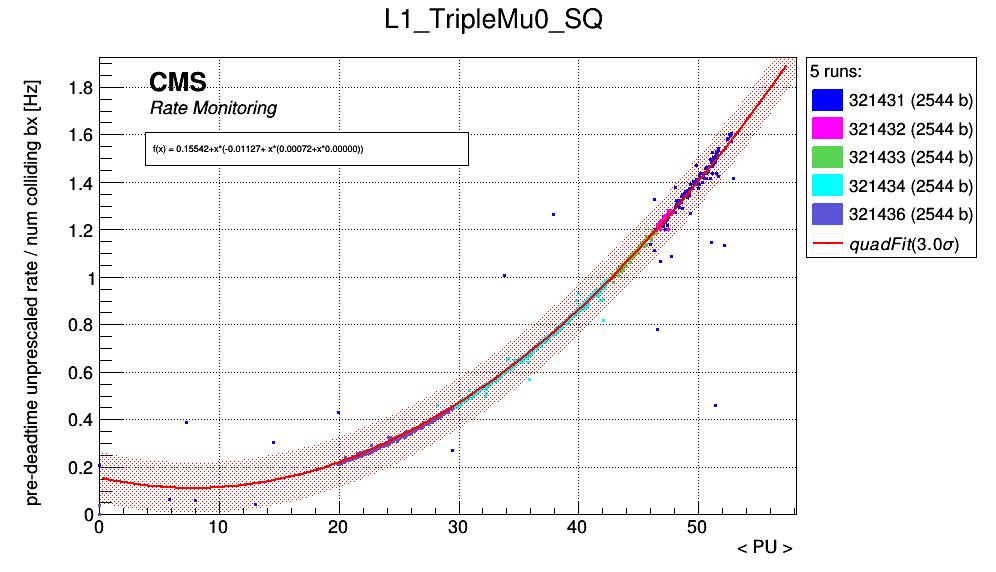 L1_TripleMu0_SQ
pre-deadtime unprescaled rate / num colliding bx [Hz]
CMS
Rate Monitoring
f(x) = 0.15542+x*(-0.01127+ x*(0.00072+x*0.00000))
1.8
1.6
1.4
1.2
1
0.8
0.6
0.4
0.2
0
0 10 20 30 40 50
< PU >
5 runs:
321431 (2544 b)
321432 (2544 b)
321433 (2544 b)
321434 (2544 b)
321436 (2544 b)
quadFit(3.0σ)